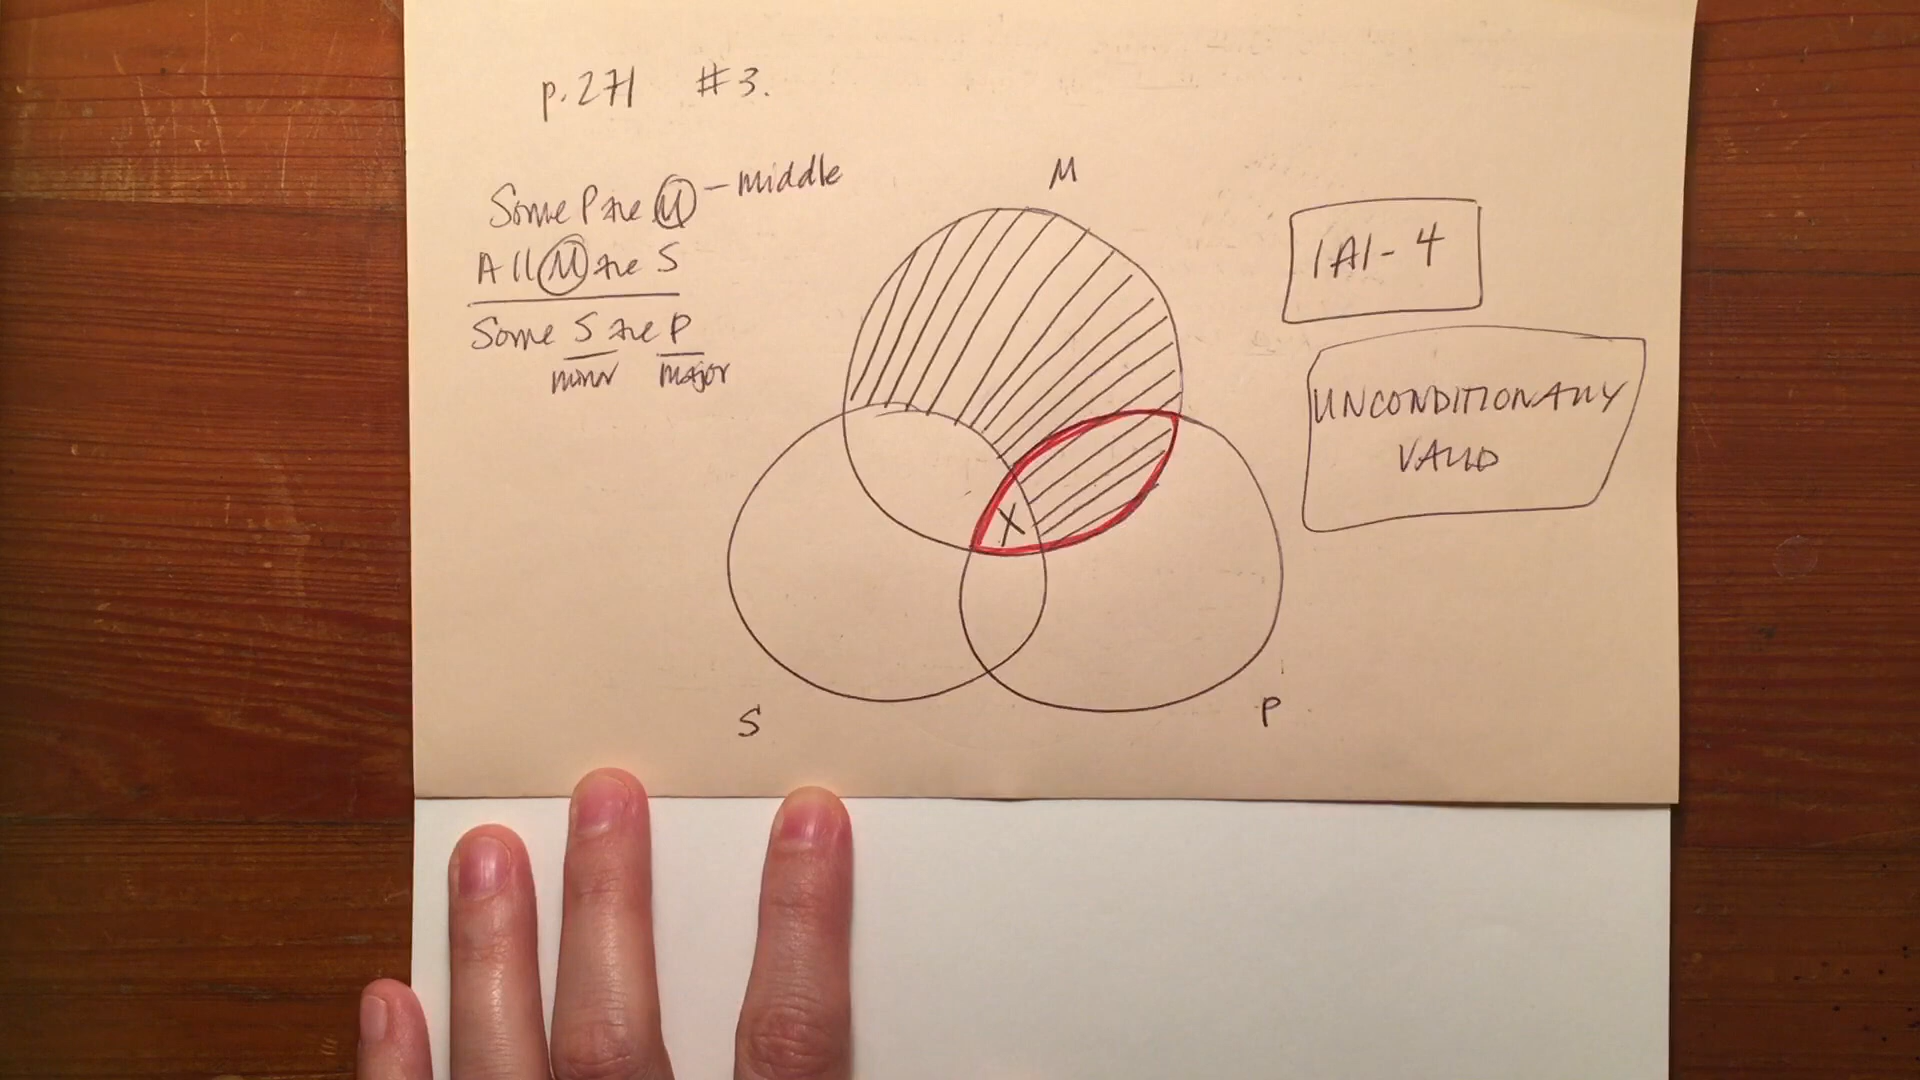 p.271 #3.
Some P are M - middle
All M are S
Some S are P
minor major
M
S
P
X
IAI-4
UNCONDITIONALLY
VALID